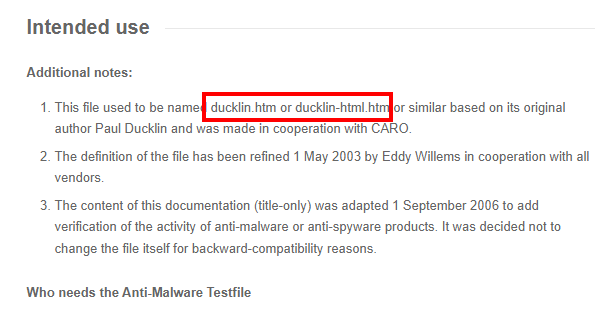 Intended use
Additional notes:
1. This file used to be named ducklin.htm or ducklin-html.htm or similar based on its original
author Paul Ducklin and was made in cooperation with CARO.
2. The definition of the file has been refined 1 May 2003 by Eddy Willems in cooperation with all
vendors.
3. The content of this documentation (title-only) was adapted 1 September 2006 to add
verification of the activity of anti-malware or anti-spyware products. It was decided not to
change the file itself for backward-compatibility reasons.
Who needs the Anti-Malware Testfile